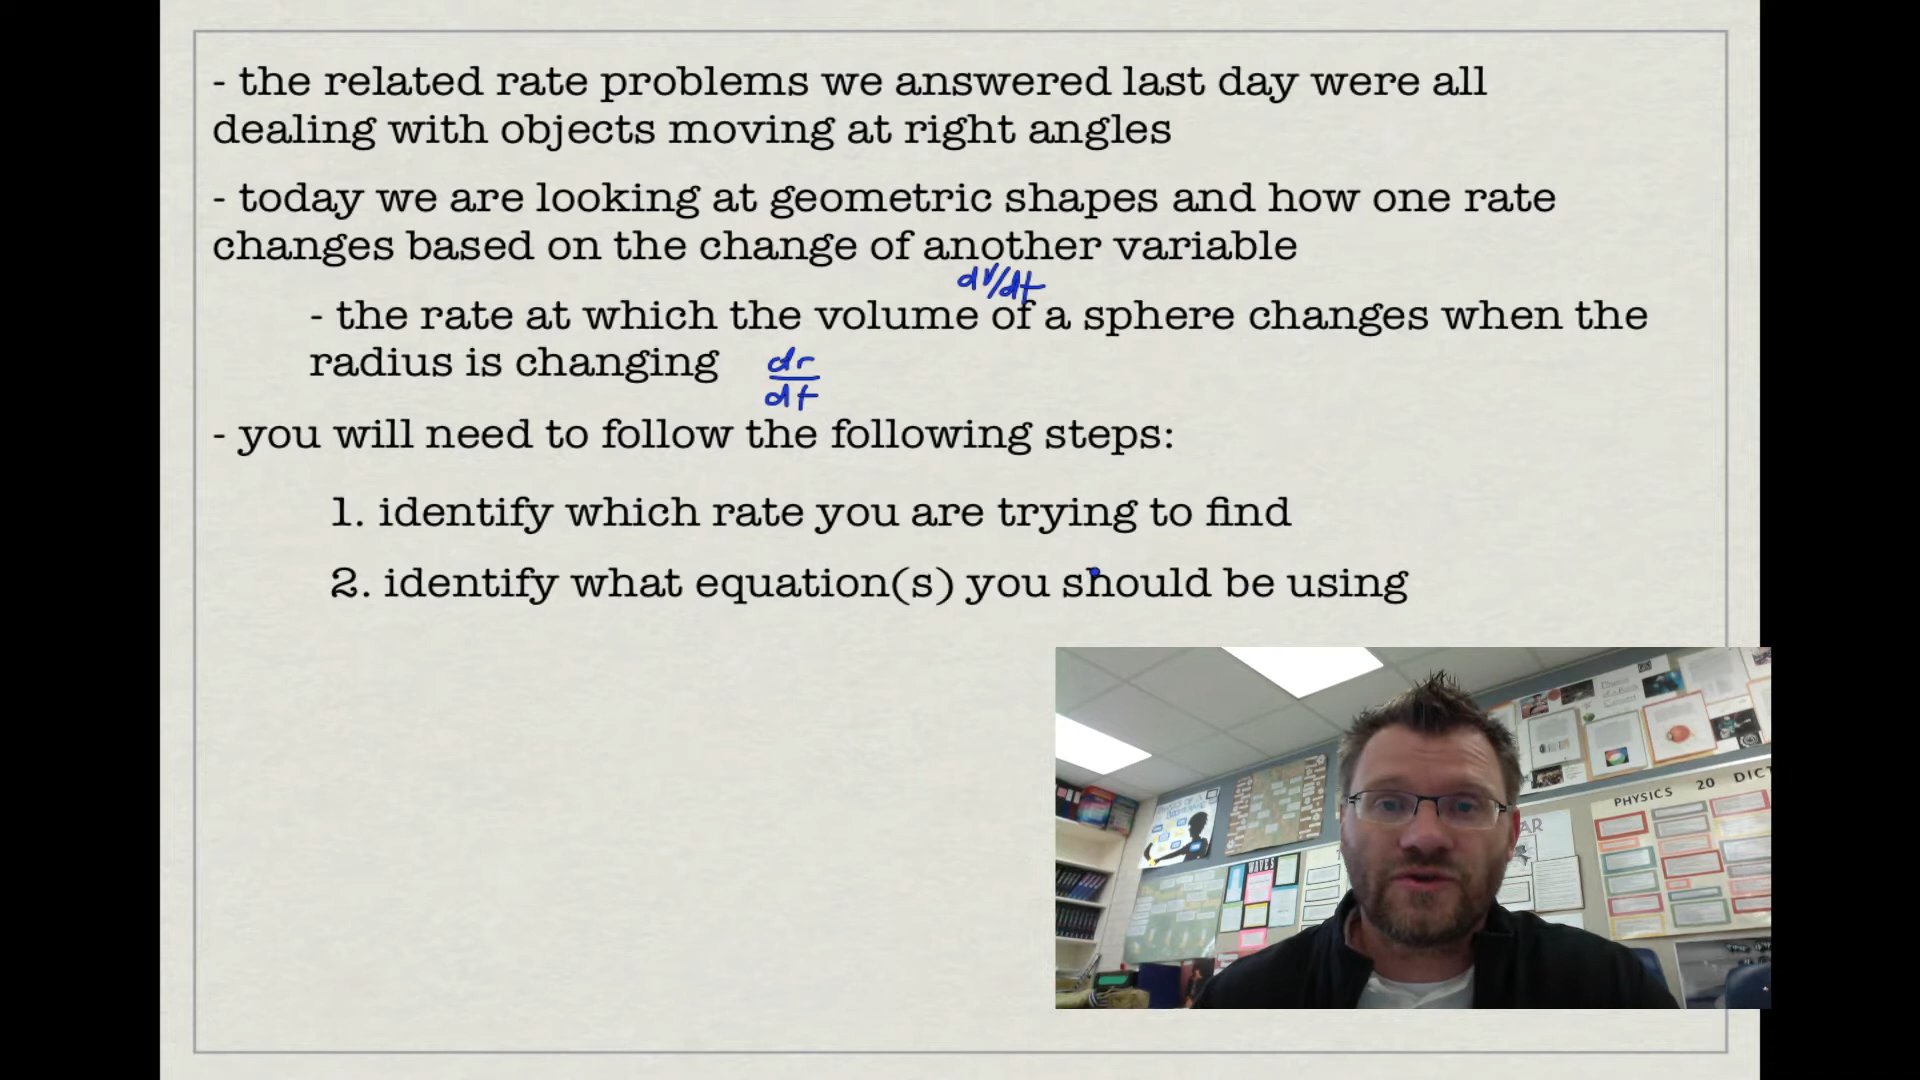 - the related rate problems we answered last day were all
dealing with objects moving at right angles
- today we are looking at geometric shapes and how one rate
changes based on the change of another variable
dV/dt
- the rate at which the volume of a sphere changes when the
radius is changing
dr
dt
- you will need to follow the following steps:
1. identify which rate you are trying to find
2. identify what equation(s) you should be using
PHYSICS 20 DICT
WAVES